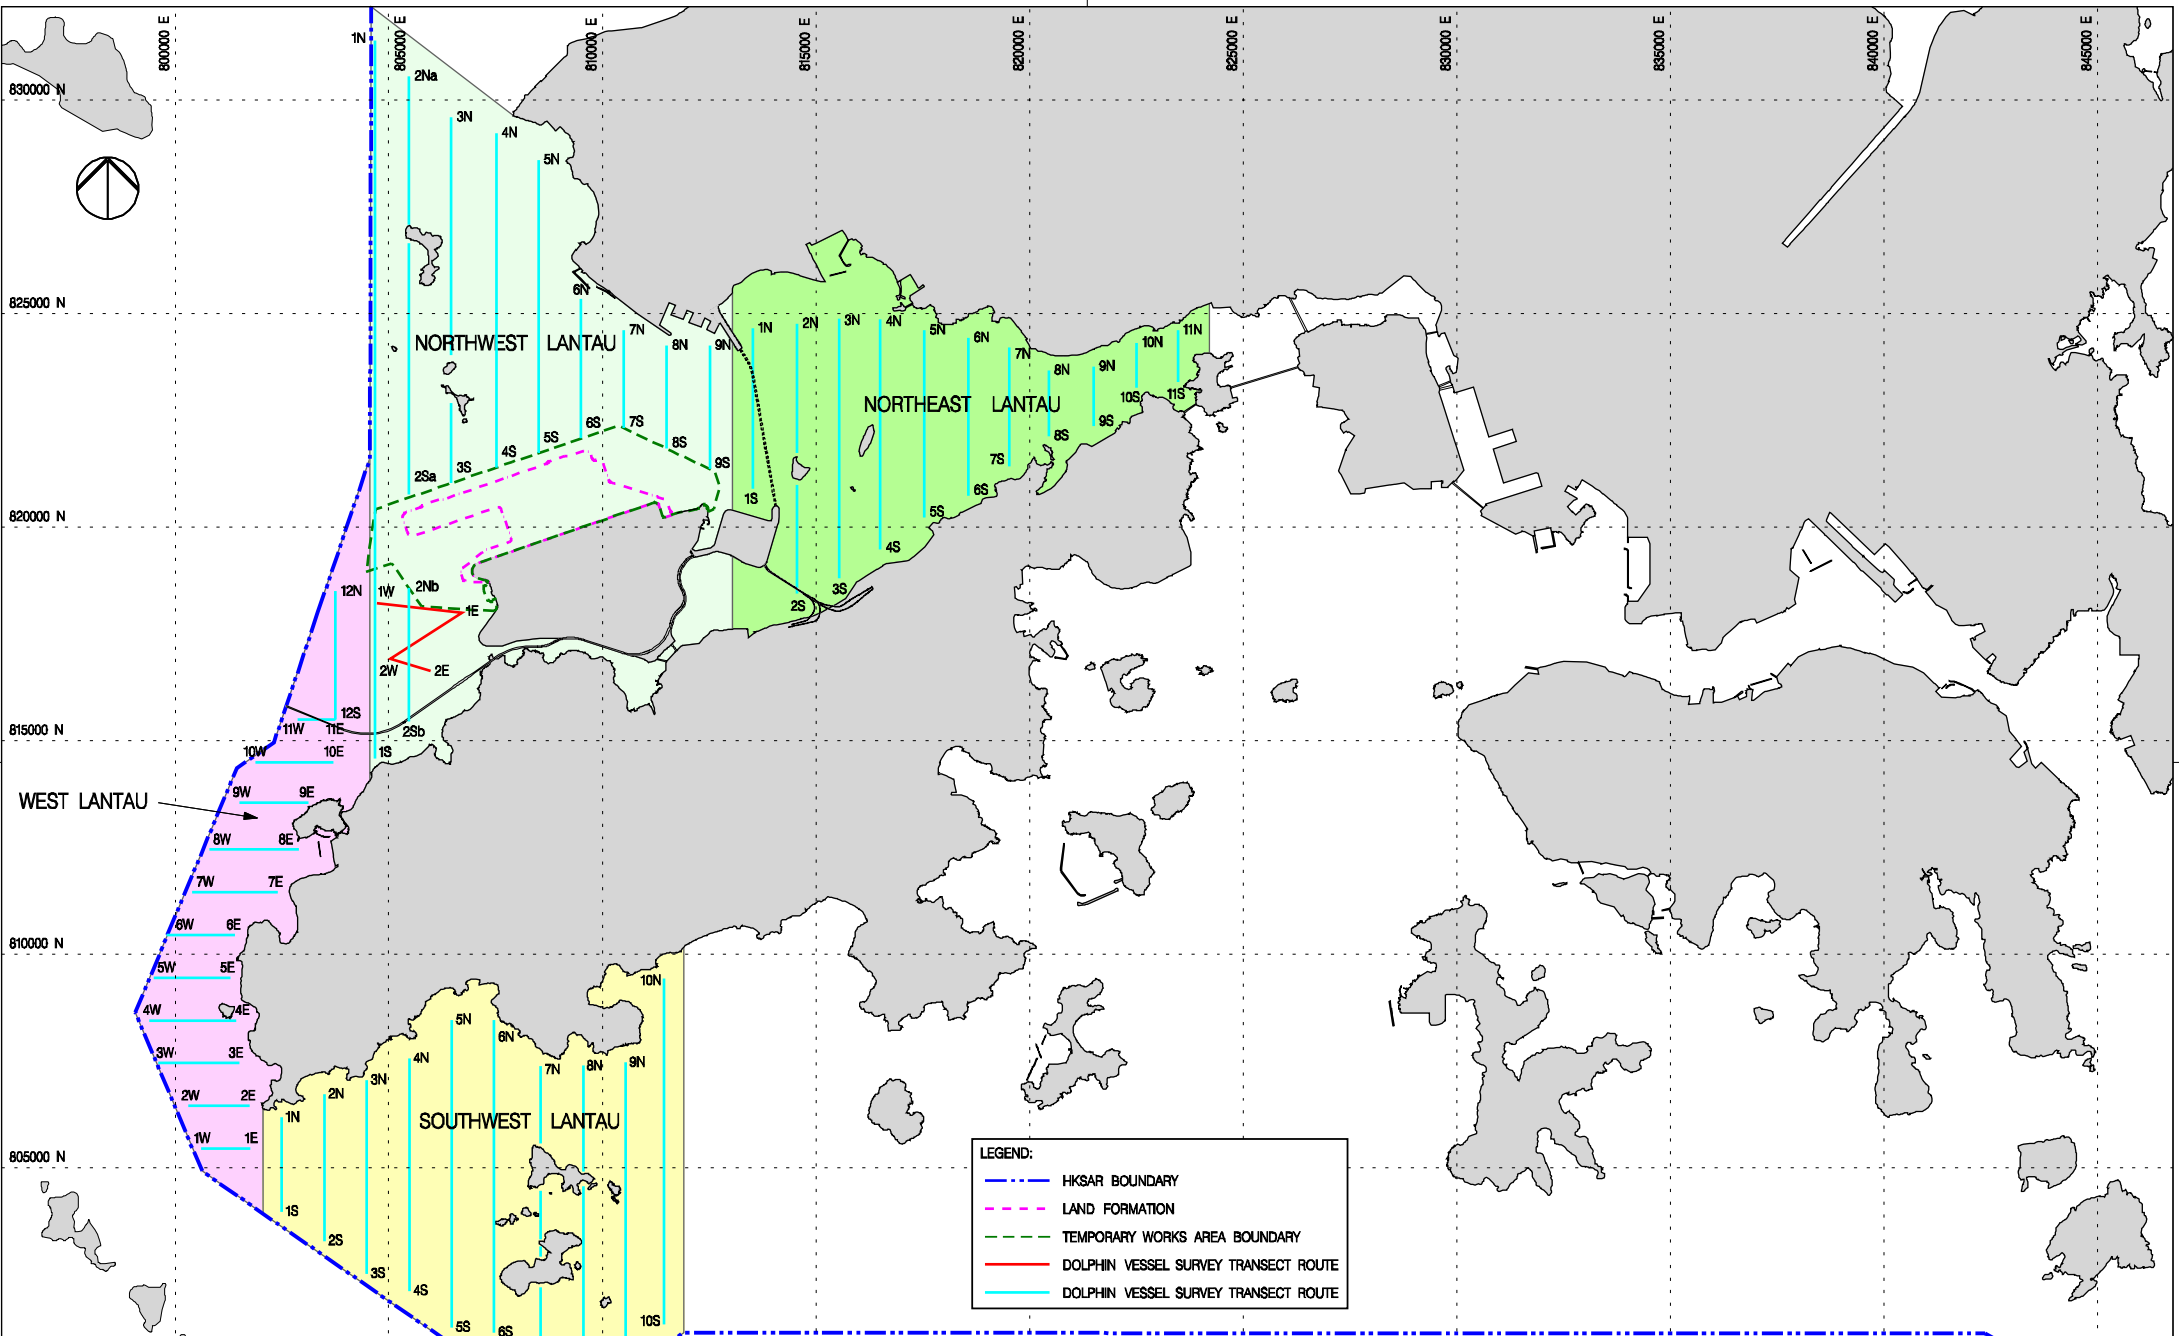 800000 E
805000 E
810000 E
815000 E
820000 E
825000 E
830000 E
835000 E
840000 E
845000 E
830000 N
825000 N
820000 N
815000 N
810000 N
805000 N
1N
2Na
3N
4N
5N
6N
7N
8N
9N
NORTHWEST LANTAU
2Sa
3S
4S
5S
6S
7S
8S
9S
2Nb
1W
1E
2W
2E
2Sb
1S
1N
2N
3N
4N
5N
6N
7N
8N
9N
10N
11N
NORTHEAST LANTAU
1S
2S
3S
4S
5S
6S
7S
8S
9S
10S
11S
WEST LANTAU
12N
12S
11W 11E
10W 10E
9W 9E
8W 8E
7W 7E
6W 6E
5W 5E
4W 4E
3W 3E
2W 2E
1W 1E
1N
2N
3N
4N
5N
6N
7N
8N
9N
10N
SOUTHWEST LANTAU
1S
2S
3S
4S
5S
6S
10S
LEGEND:
HKSAR BOUNDARY
LAND FORMATION
TEMPORARY WORKS AREA BOUNDARY
DOLPHIN VESSEL SURVEY TRANSECT ROUTE
DOLPHIN VESSEL SURVEY TRANSECT ROUTE